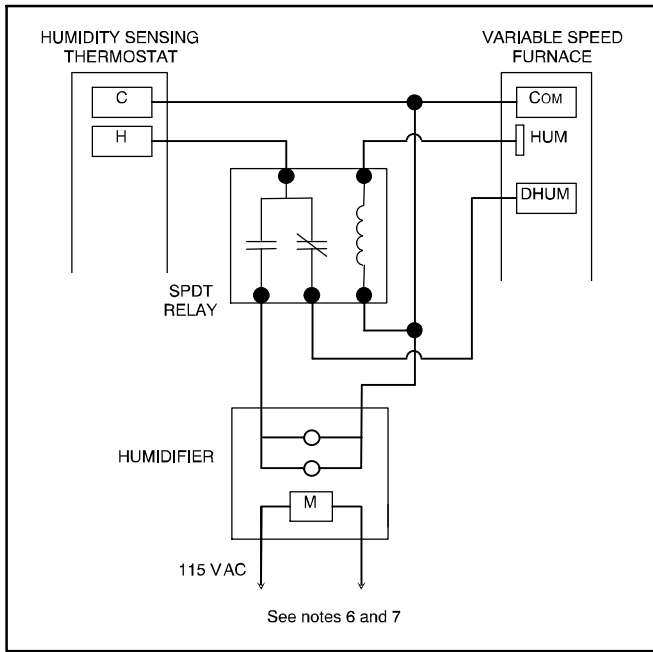 HUMIDITY SENSING
THERMOSTAT
VARIABLE SPEED
FURNACE
C
COM
H
HUM
DHUM
SPDT
RELAY
HUMIDIFIER
M
115 VAC
See notes 6 and 7